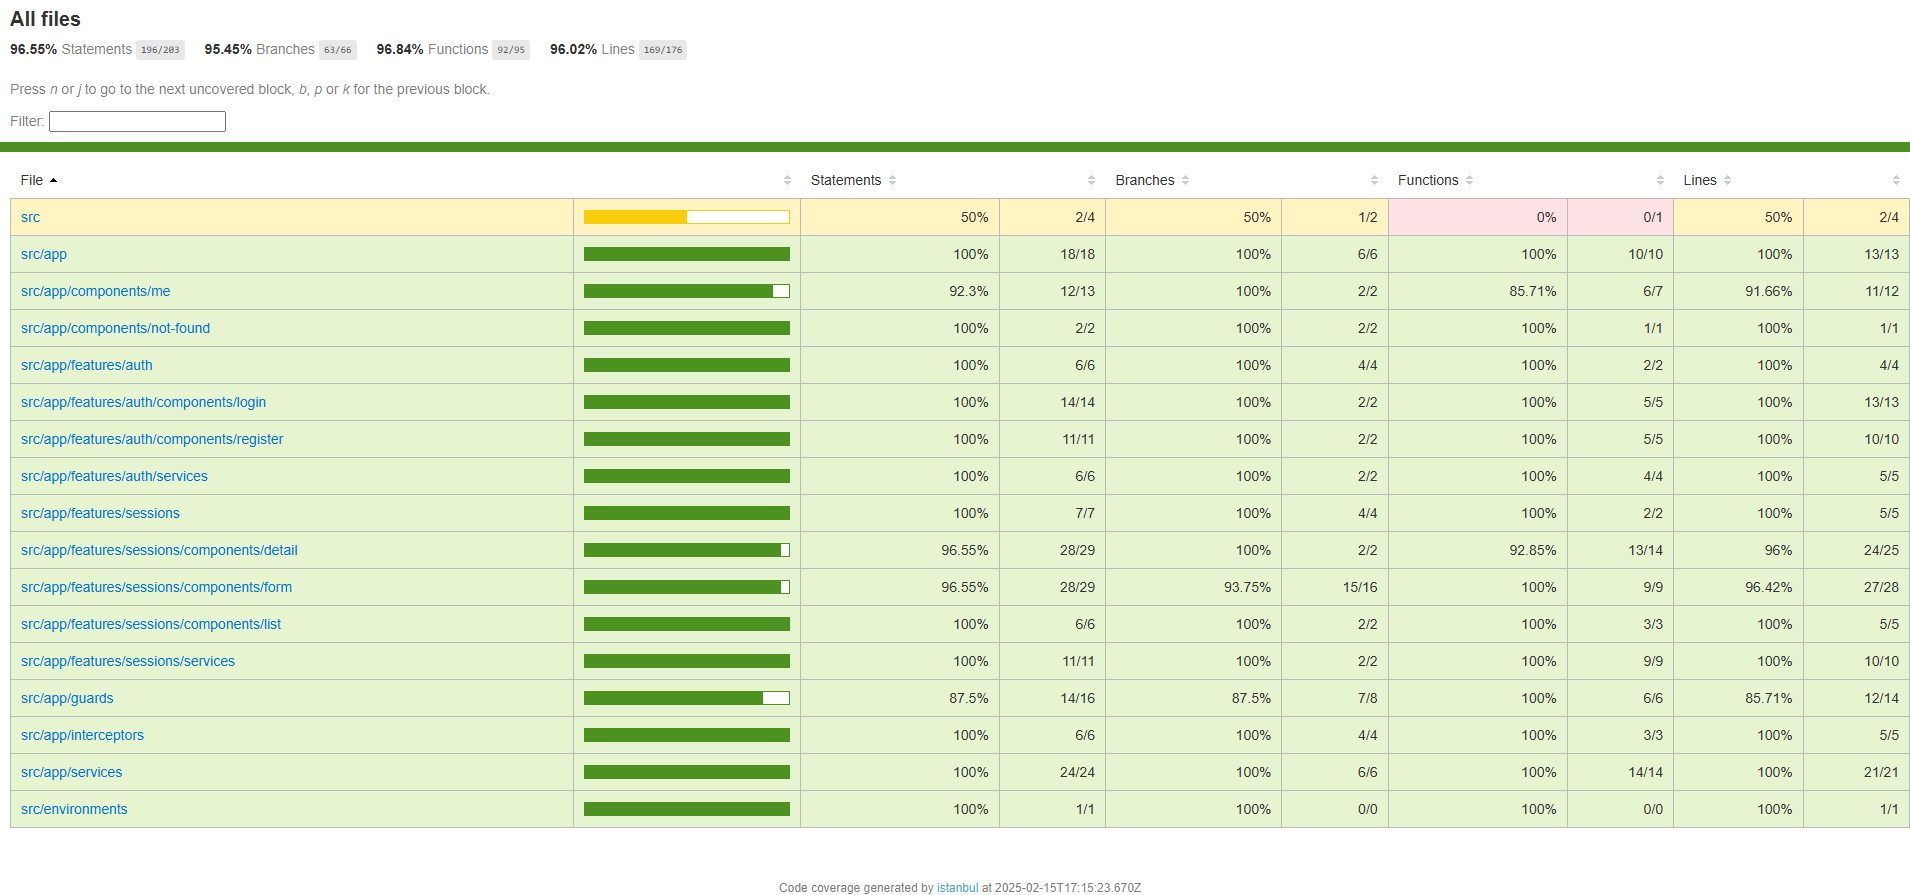 All files
96.55% Statements 196/203 95.45% Branches 63/66 96.84% Functions 92/95 96.02% Lines 169/176
Press n or j to go to the next uncovered block, b, p or k for the previous block.
Filter:
File Statements Branches Functions Lines
src 50% 2/4 50% 1/2 0% 0/1 50% 2/4
src/app 100% 18/18 100% 6/6 100% 10/10 100% 13/13
src/app/components/me 92.3% 12/13 100% 2/2 85.71% 6/7 91.66% 11/12
src/app/components/not-found 100% 2/2 100% 2/2 100% 1/1 100% 1/1
src/app/features/auth 100% 6/6 100% 4/4 100% 2/2 100% 4/4
src/app/features/auth/components/login 100% 14/14 100% 2/2 100% 5/5 100% 13/13
src/app/features/auth/components/register 100% 11/11 100% 2/2 100% 5/5 100% 10/10
src/app/features/auth/services 100% 6/6 100% 2/2 100% 4/4 100% 5/5
src/app/features/sessions 100% 7/7 100% 4/4 100% 2/2 100% 5/5
src/app/features/sessions/components/detail 96.55% 28/29 100% 2/2 92.85% 13/14 96% 24/25
src/app/features/sessions/components/form 96.55% 28/29 93.75% 15/16 100% 9/9 96.42% 27/28
src/app/features/sessions/components/list 100% 6/6 100% 2/2 100% 3/3 100% 5/5
src/app/features/sessions/services 100% 11/11 100% 2/2 100% 9/9 100% 10/10
src/app/guards 87.5% 14/16 87.5% 7/8 100% 6/6 85.71% 12/14
src/app/interceptors 100% 6/6 100% 4/4 100% 3/3 100% 5/5
src/app/services 100% 24/24 100% 6/6 100% 14/14 100% 21/21
src/environments 100% 1/1 100% 0/0 100% 0/0 100% 1/1
Code coverage generated by istanbul at 2025-02-15T17:15:23.670Z